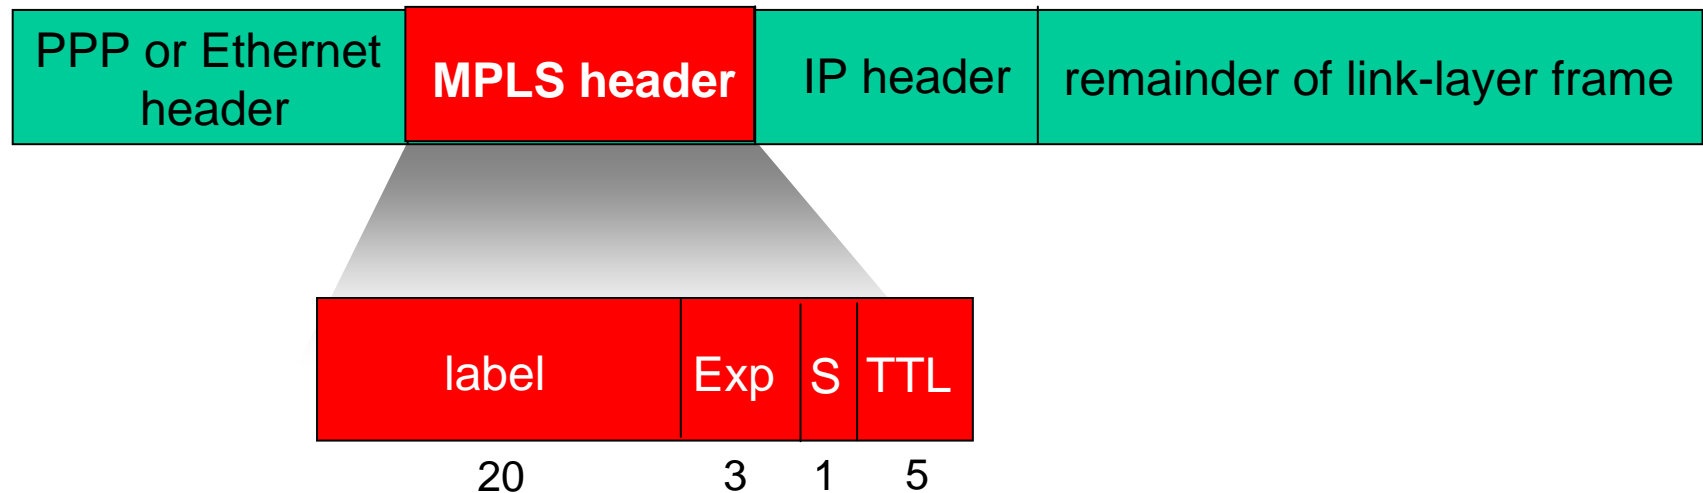 PPP or Ethernet
header
MPLS header
IP header
remainder of link-layer frame
label
Exp
S
TTL
20
3
1
5